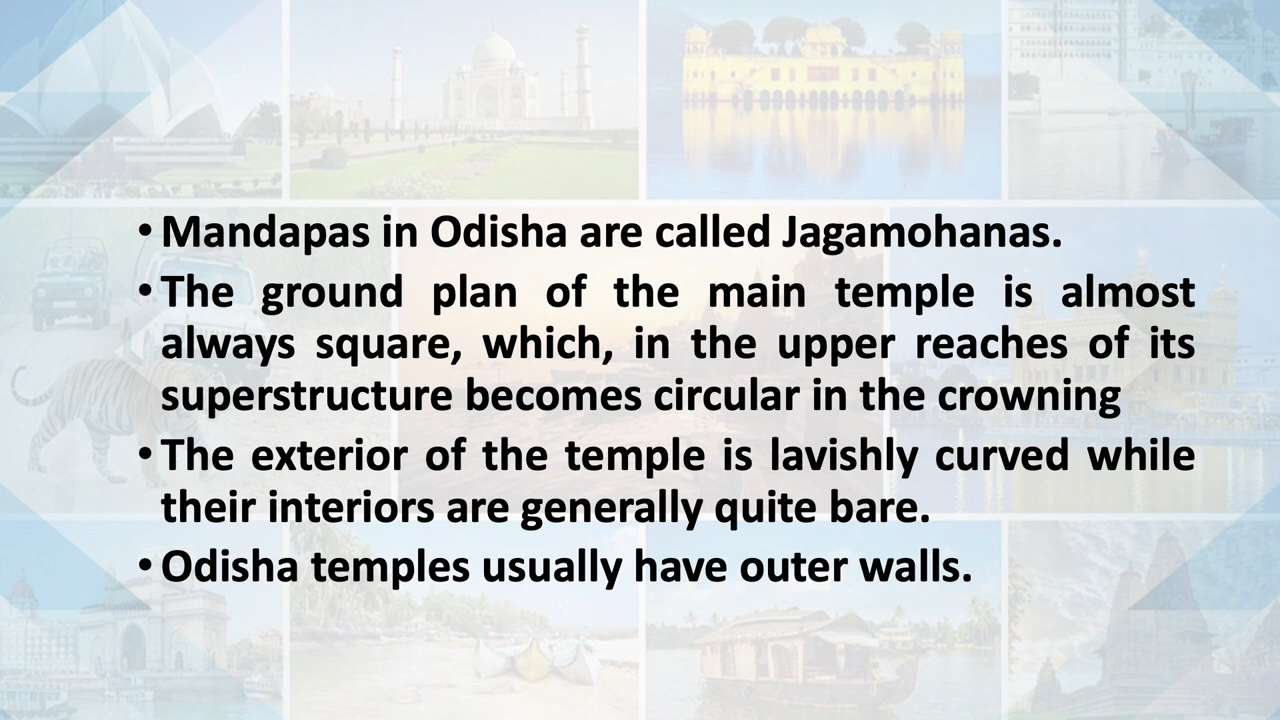 • Mandapas in Odisha are called Jagamohanas.
• The ground plan of the main temple is almost
always square, which, in the upper reaches of its
superstructure becomes circular in the crowning
• The exterior of the temple is lavishly curved while
their interiors are generally quite bare.
• Odisha temples usually have outer walls.